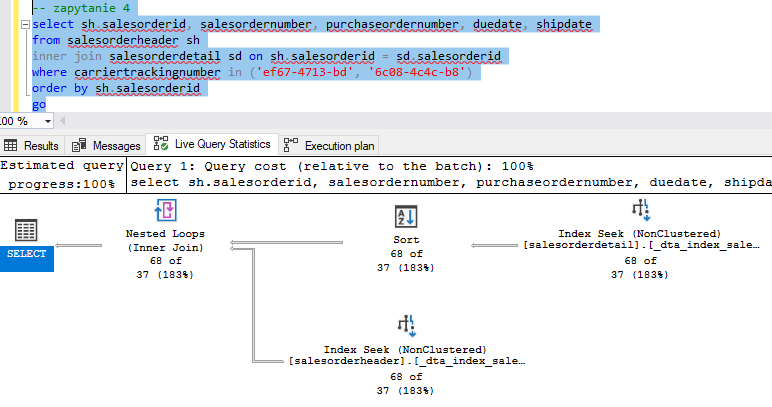 -- zapytanie 4
select sh.salesorderid, salesordernumber, purchaseordernumber, duedate, shipdate
from salesorderheader sh
inner join salesorderdetail sd on sh.salesorderid = sd.salesorderid
where carriertrackingnumber in ('ef67-4713-bd', '6c08-4c4c-b8')
order by sh.salesorderid
go
00 %
Results Messages Live Query Statistics Execution plan
Estimated query progress:100%
Query 1: Query cost (relative to the batch): 100%
select sh.salesorderid, salesordernumber, purchaseordernumber, duedate, shipda
SELECT
Nested Loops
(Inner Join)
68 of
37 (183%)
Sort
68 of
37 (183%)
Index Seek (NonClustered)
[salesorderdetail].[_dta_index_sale…
68 of
37 (183%)
Index Seek (NonClustered)
[salesorderheader].[_dta_index_sale…
68 of
37 (183%)